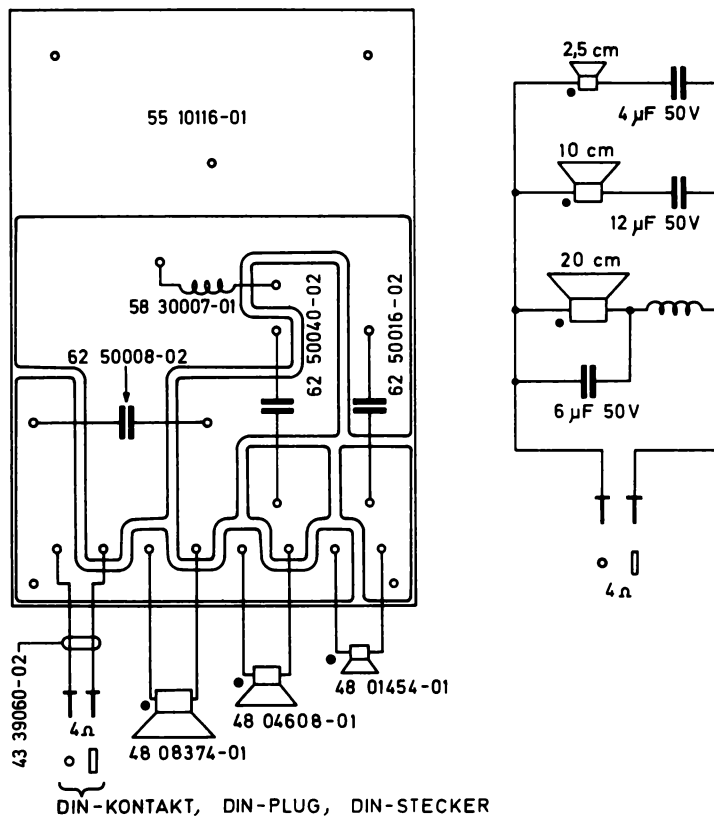 55 10116-01
58 30007-01
62 50008-02
62 50040-02
62 50016-02
43 39060-02
4Ω
48 08374-01
48 04608-01
48 01454-01
DIN-KONTAKT, DIN-PLUG, DIN-STECKER
2,5 cm
4 µF 50V
10 cm
12 µF 50V
20 cm
6 µF 50V
4Ω